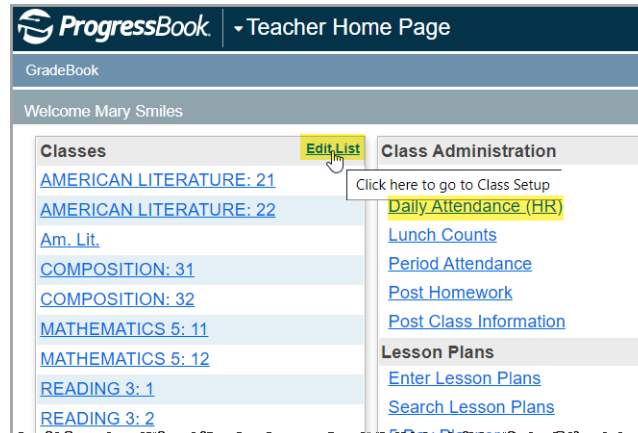 ProgressBook. Teacher Home Page
GradeBook
Welcome Mary Smiles
Classes Edit List
AMERICAN LITERATURE: 21
AMERICAN LITERATURE: 22
Am. Lit.
COMPOSITION: 31
COMPOSITION: 32
MATHEMATICS 5: 11
MATHEMATICS 5: 12
READING 3: 1
READING 3: 2
Class Administration
Click here to go to Class Setup
Daily Attendance (HR)
Lunch Counts
Period Attendance
Post Homework
Post Class Information
Lesson Plans
Enter Lesson Plans
Search Lesson Plans